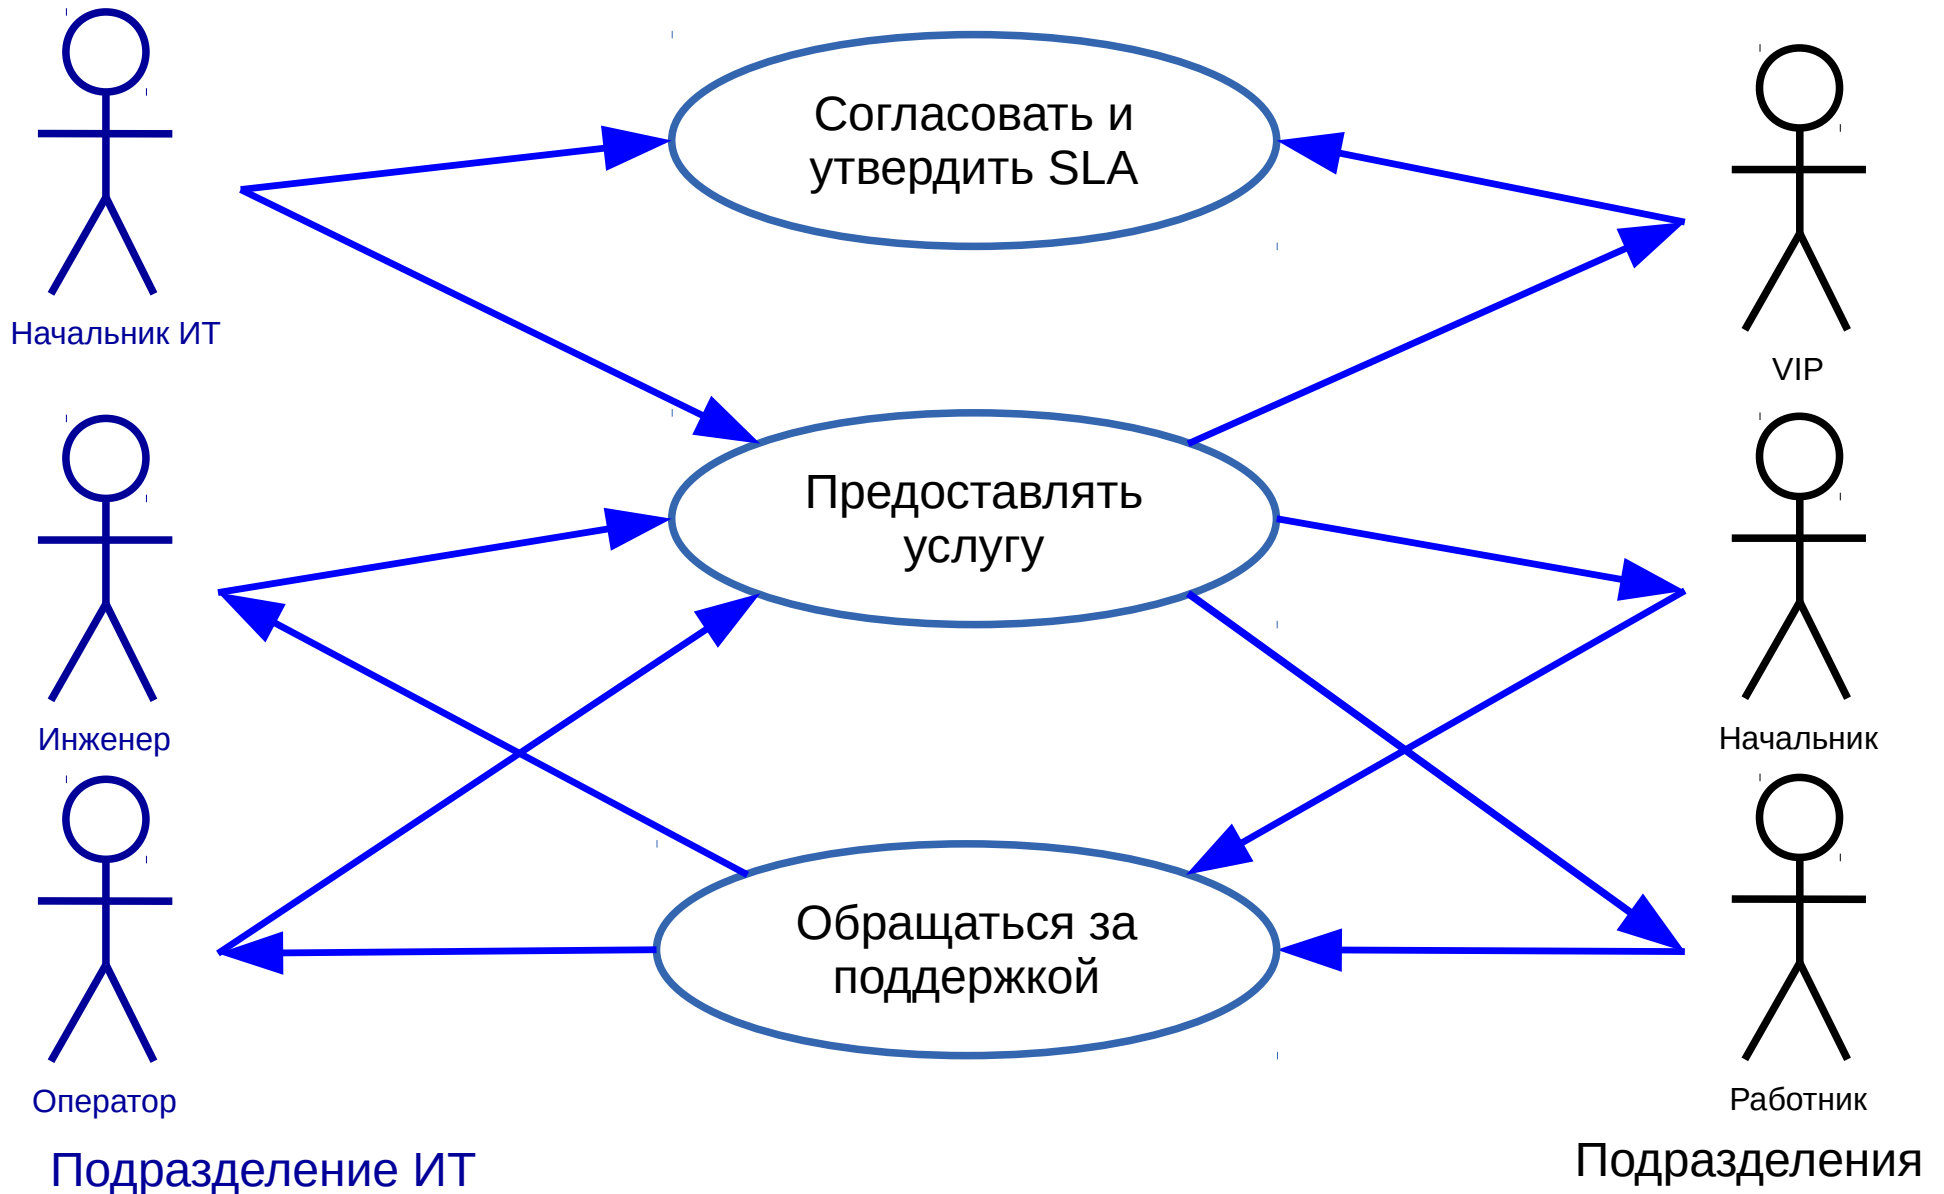 Согласовать и
утвердить SLA
Начальник ИТ
VIP
Предоставлять
услугу
Инженер
Начальник
Обращаться за
поддержкой
Оператор
Работник
Подразделение ИТ
Подразделения